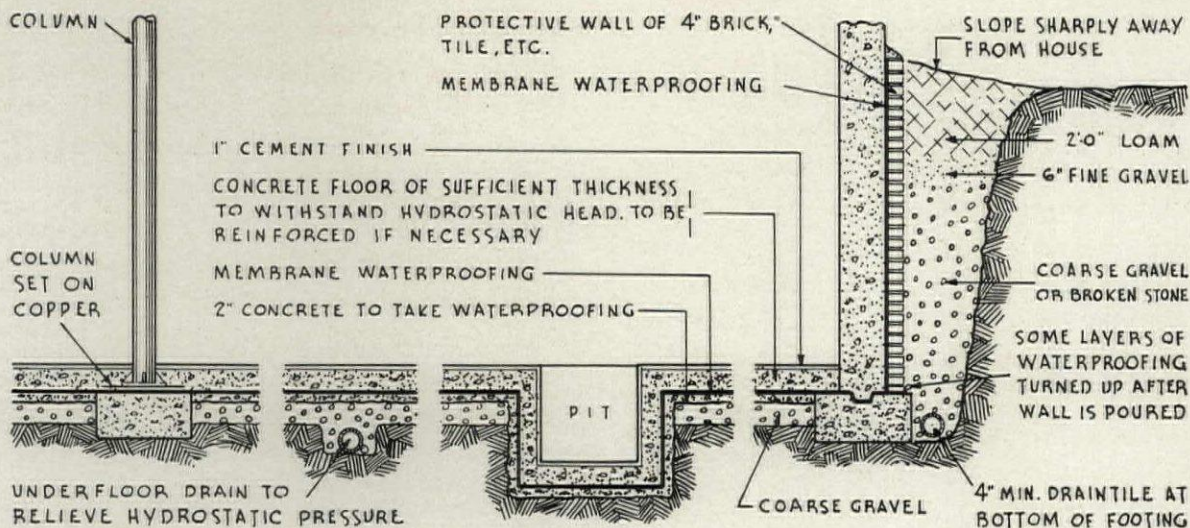 COLUMN
PROTECTIVE WALL OF 4" BRICK,
TILE, ETC.
SLOPE SHARPLY AWAY
FROM HOUSE
MEMBRANE WATERPROOFING
1" CEMENT FINISH
2'0" LOAM
6" FINE GRAVEL
CONCRETE FLOOR OF SUFFICIENT THICKNESS
TO WITHSTAND HYDROSTATIC HEAD. TO BE
REINFORCED IF NECESSARY
COLUMN
SET ON
COPPER
MEMBRANE WATERPROOFING
2" CONCRETE TO TAKE WATERPROOFING
COARSE GRAVEL
OR BROKEN STONE
SOME LAYERS OF
WATERPROOFING
TURNED UP AFTER
WALL IS POURED
PIT
UNDERFLOOR DRAIN TO
RELIEVE HYDROSTATIC PRESSURE
COARSE GRAVEL
4" MIN. DRAINTILE AT
BOTTOM OF FOOTING